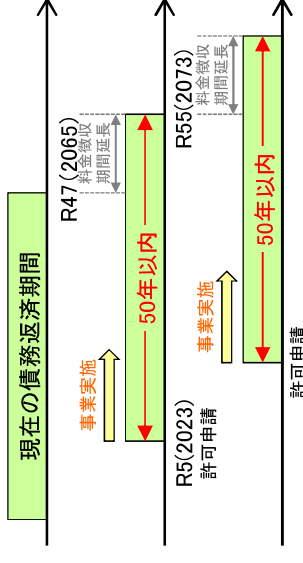 現在の債務返済期間
R47(2065)
料金徴収
期間延長
50年以内
事業実施
R5(2023)
許可申請
R55(2073)
料金徴収
期間延長
50年以内
事業実施
許可申請